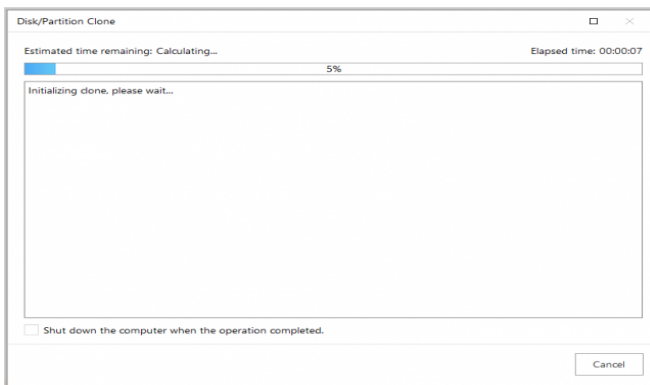 Disk/Partition Clone
Estimated time remaining: Calculating... Elapsed time: 00:00:07
5%
Initializing clone, please wait...
Shut down the computer when the operation completed.
Cancel